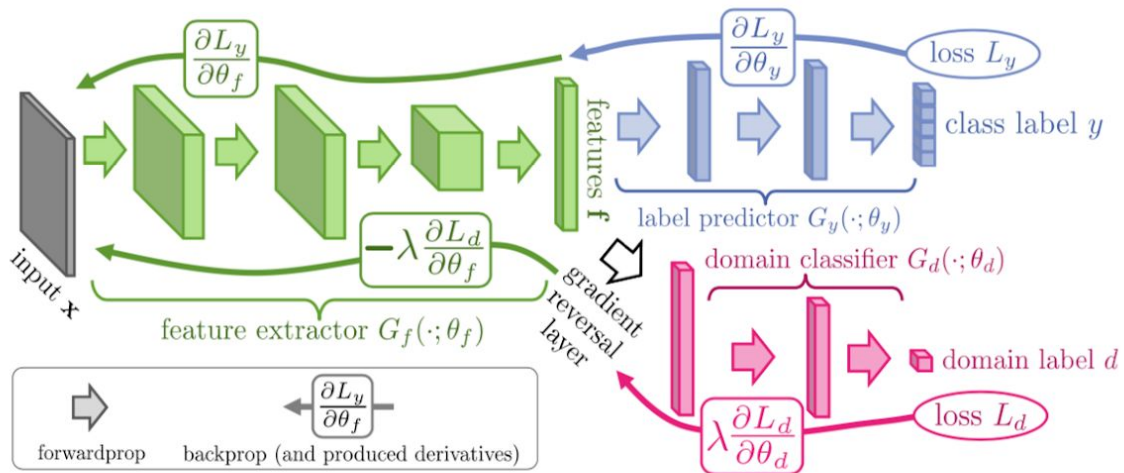 ∂L_y/∂θ_f
∂L_y/∂θ_y
loss L_y
features f
class label y
label predictor G_y(·;θ_y)
input x
−λ ∂L_d/∂θ_f
feature extractor G_f(·;θ_f)
gradient
reversal
layer
domain classifier G_d(·;θ_d)
domain label d
λ ∂L_d/∂θ_d
loss L_d
∂L_y/∂θ_f
forwardprop
backprop (and produced derivatives)